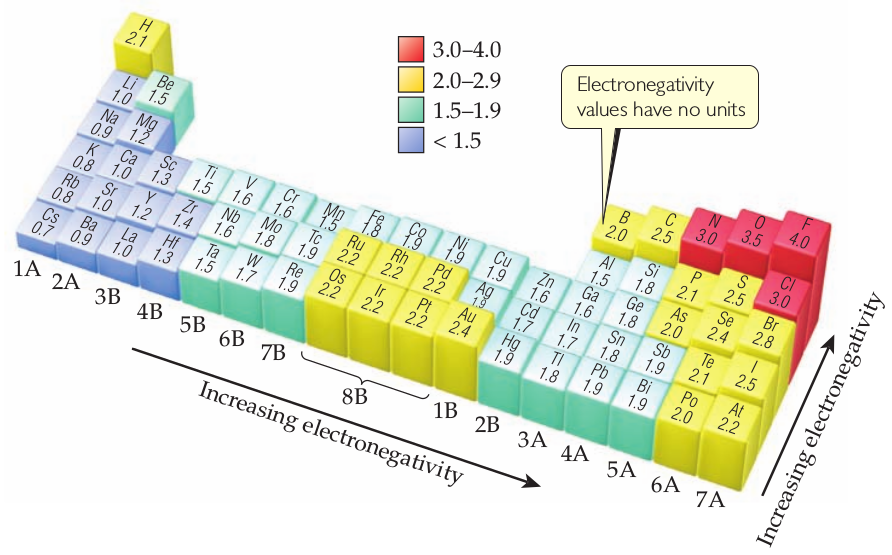 H
2.1
3.0–4.0
2.0–2.9
1.5–1.9
< 1.5
Electronegativity
values have no units
Li
1.0
Be
1.5
Na
0.9
Mg
1.2
K
0.8
Ca
1.0
Sc
1.3
Ti
1.5
V
1.6
Cr
1.6
Mn
1.5
Fe
1.8
Co
1.9
Ni
1.9
Cu
1.9
Zn
1.6
Ga
1.6
Ge
1.8
As
2.0
Se
2.4
Br
2.8
B
2.0
C
2.5
N
3.0
O
3.5
F
4.0
Al
1.5
Si
1.8
P
2.1
S
2.5
Cl
3.0
Rb
0.8
Sr
1.0
Y
1.2
Zr
1.4
Nb
1.6
Mo
1.8
Tc
1.9
Ru
2.2
Rh
2.2
Pd
2.2
Ag
1.9
Cd
1.7
In
1.7
Sn
1.8
Sb
1.9
Te
2.1
I
2.5
Cs
0.7
Ba
0.9
La
1.0
Hf
1.3
Ta
1.5
W
1.7
Re
1.9
Os
2.2
Ir
2.2
Pt
2.2
Au
2.4
Hg
1.9
Tl
1.8
Pb
1.9
Bi
1.9
Po
2.0
At
2.2
1A
2A
3B
4B
5B
6B
7B
8B
1B
2B
3A
4A
5A
6A
7A
Increasing electronegativity
Increasing electronegativity